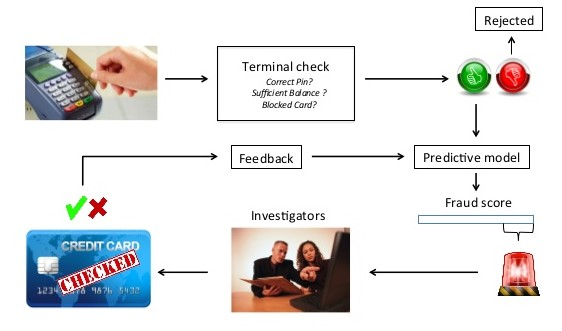 Rejected
Terminal check
Correct Pin?
Sufficient Balance ?
Blocked Card?
Feedback
Predictive model
Fraud score
Investigators
CREDIT CARD
CHECKED